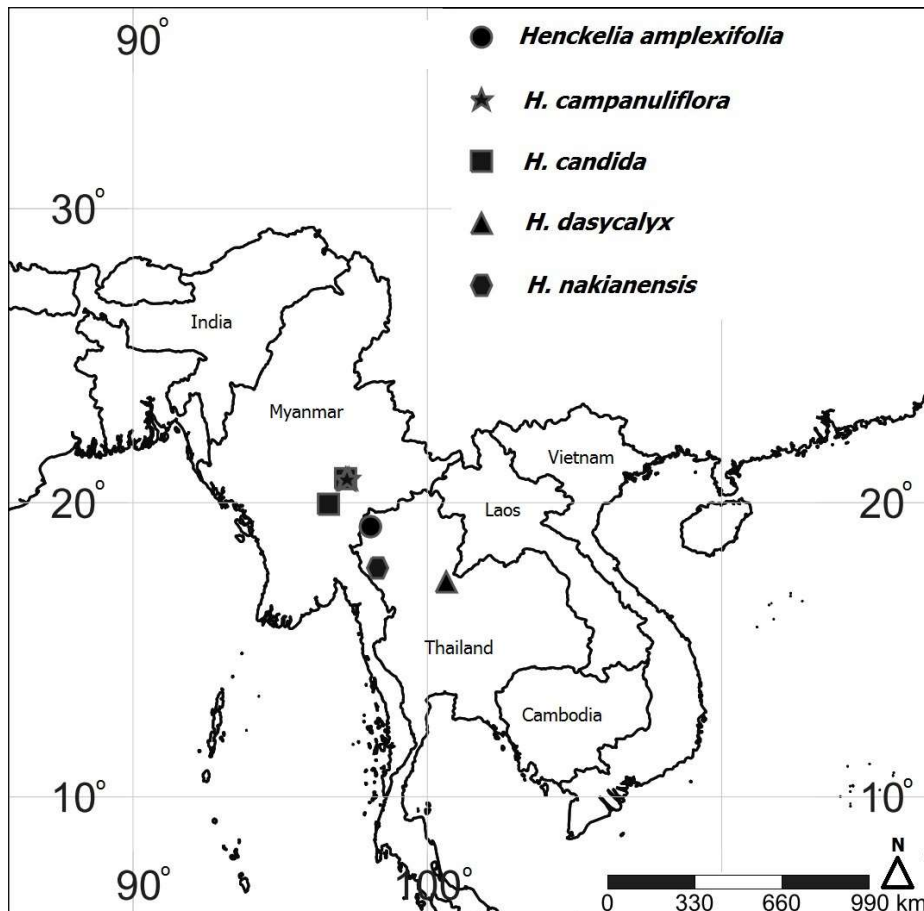 90°
Henckelia amplexifolia
H. campanuliflora
H. candida
30°
H. dasycalyx
H. nakianensis
India
Myanmar
Vietnam
20°
Laos
20°
Thailand
Cambodia
10°
10°
N
90°
100°
0 330 660 990 km